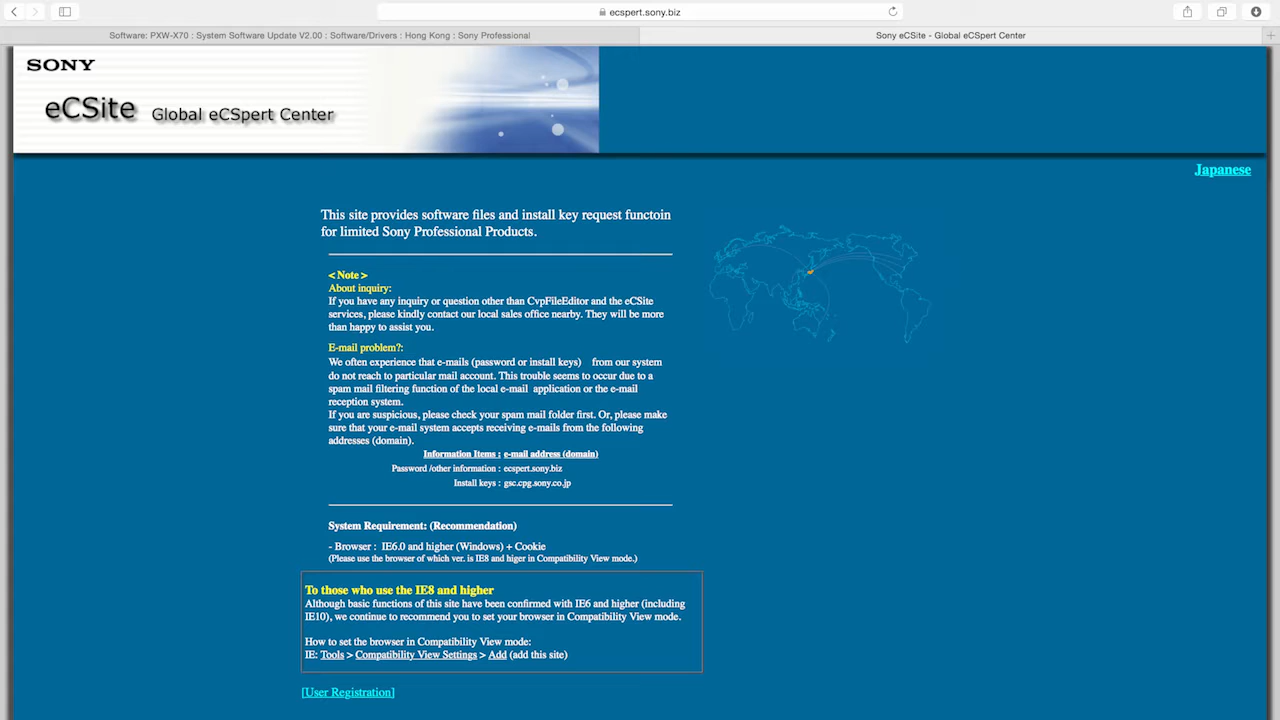 ecspert.sony.biz
Software: PXW-X70 : System Software Update V2.00 : Software/Drivers : Hong Kong : Sony Professional
Sony eCSite - Global eCSpert Center
SONY
eCSite Global eCSpert Center
Japanese
This site provides software files and install key request functoin
for limited Sony Professional Products.
< Note >
About inquiry:
If you have any inquiry or question other than CvpFileEditor and the eCSite
services, please kindly contact our local sales office nearby. They will be more
than happy to assist you.
E-mail problem?:
We often experience that e-mails (password or install keys) from our system
do not reach to particular mail account. This trouble seems to occur due to a
spam mail filtering function of the local e-mail application or the e-mail
reception system.
If you are suspicious, please check your spam mail folder first. Or, please make
sure that your e-mail system accepts receiving e-mails from the following
addresses (domain).
Information Items : e-mail address (domain)
Password /other information : ecspert.sony.biz
Install keys : gsc.cpg.sony.co.jp
System Requirement: (Recommendation)
- Browser : IE6.0 and higher (Windows) + Cookie
(Please use the browser of which ver. is IE8 and higer in Compatibility View mode.)
To those who use the IE8 and higher
Although basic functions of this site have been confirmed with IE6 and higher (including
IE10), we continue to recommend you to set your browser in Compatibility View mode.
How to set the browser in Compatibility View mode:
IE: Tools > Compatibility View Settings > Add (add this site)
[User Registration]